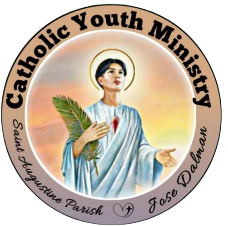 Catholic Youth Ministry
Saint Augustine Parish
Jose Dalman